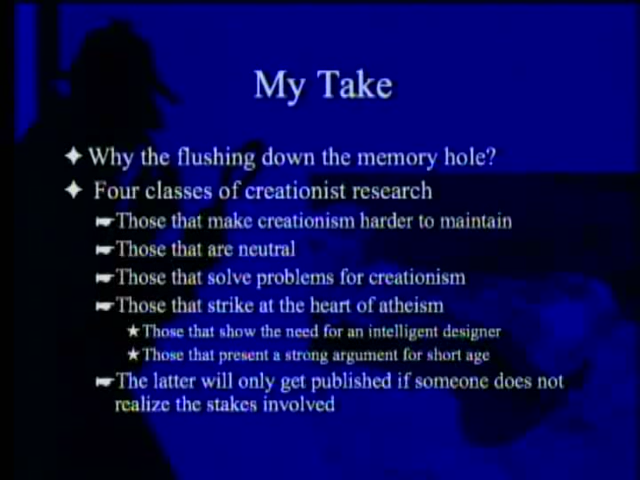 My Take
Why the flushing down the memory hole?
Four classes of creationist research
Those that make creationism harder to maintain
Those that are neutral
Those that solve problems for creationism
Those that strike at the heart of atheism
Those that show the need for an intelligent designer
Those that present a strong argument for short age
The latter will only get published if someone does not
realize the stakes involved